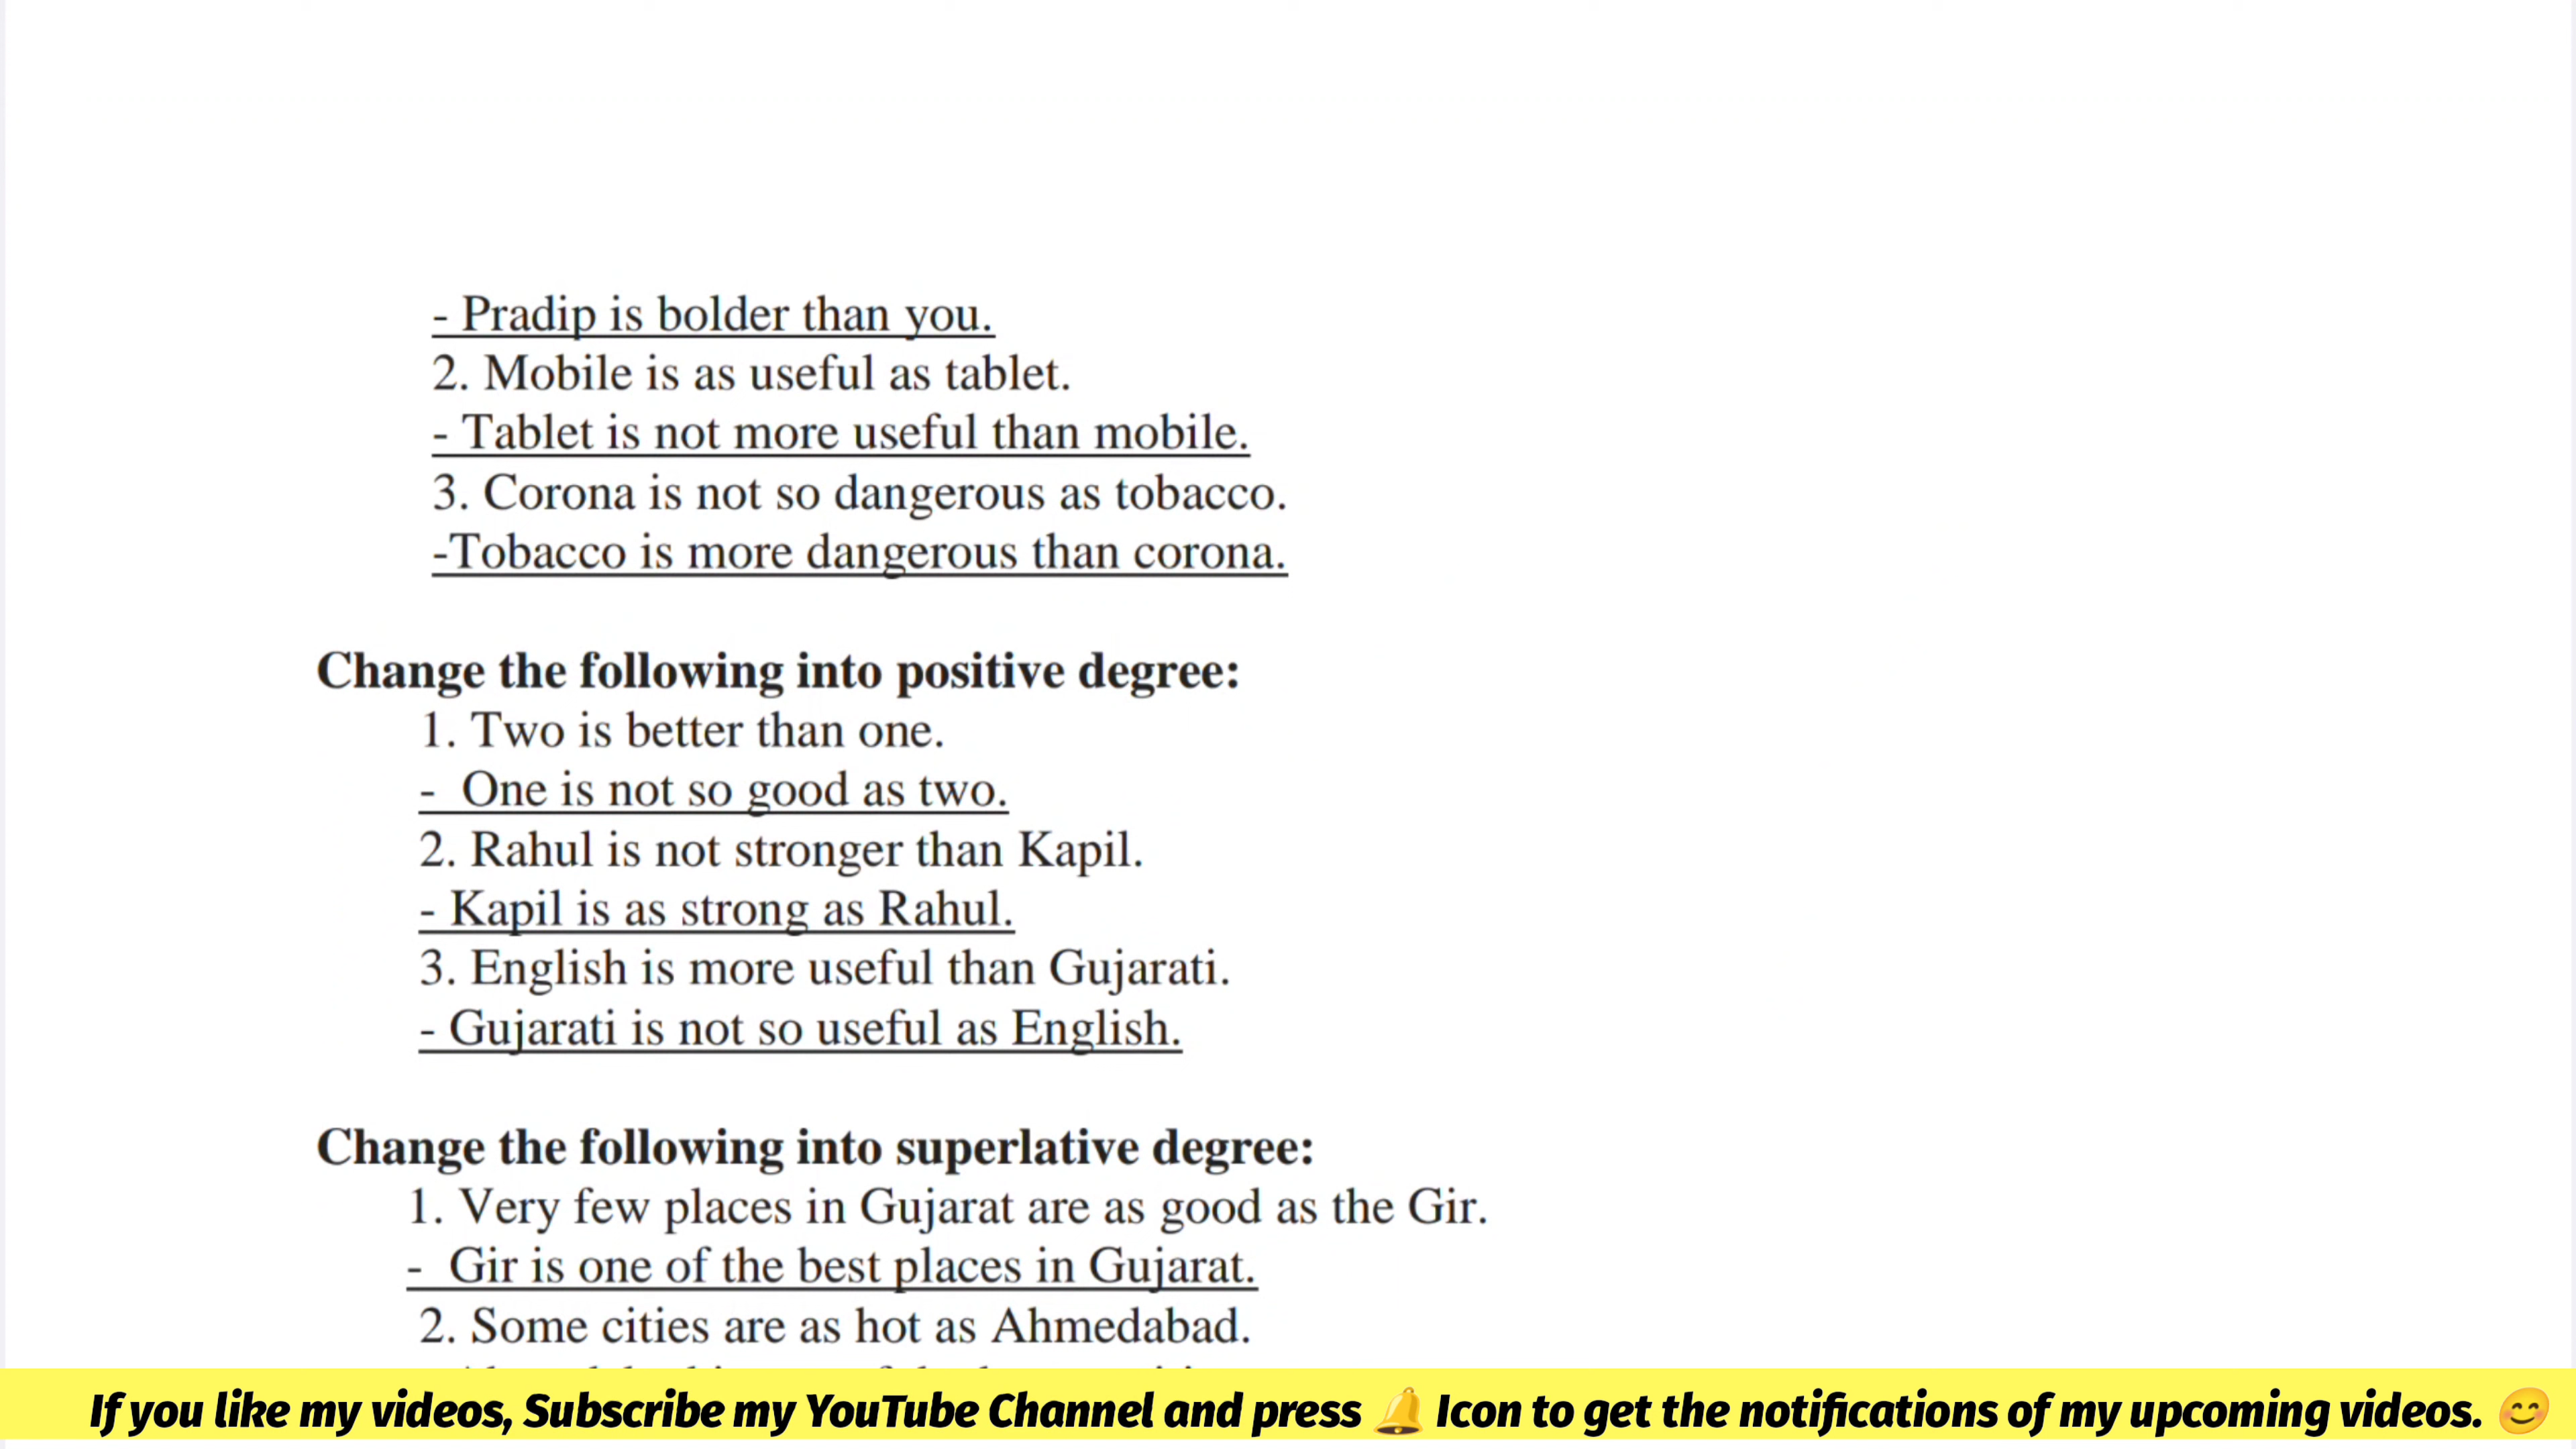 - Pradip is bolder than you.
2. Mobile is as useful as tablet.
- Tablet is not more useful than mobile.
3. Corona is not so dangerous as tobacco.
-Tobacco is more dangerous than corona.
Change the following into positive degree:
1. Two is better than one.
- One is not so good as two.
2. Rahul is not stronger than Kapil.
- Kapil is as strong as Rahul.
3. English is more useful than Gujarati.
- Gujarati is not so useful as English.
Change the following into superlative degree:
1. Very few places in Gujarat are as good as the Gir.
- Gir is one of the best places in Gujarat.
2. Some cities are as hot as Ahmedabad.
If you like my videos, Subscribe my YouTube Channel and press 🔔 Icon to get the notifications of my upcoming videos. 😊